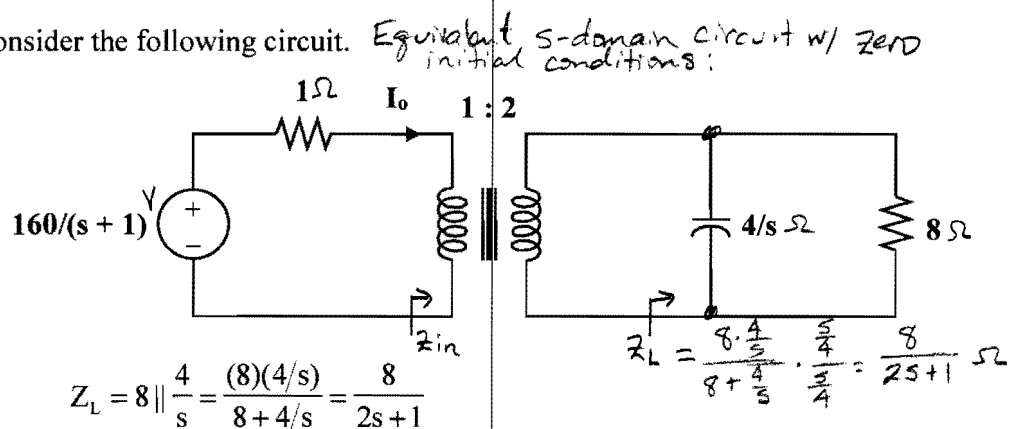 onsider the following circuit. Equivalent s-domain circuit w/ zero
initial conditions:
1Ω
I₀
1 : 2
160/(s + 1) V
+
−
4/s Ω
8 Ω
Zin
Z_L = (8·4/s)/(8 + 4/s) · (s/4)/(s/4) = 8/(2s+1) Ω
Z_L = 8 || 4/s = (8)(4/s)/(8 + 4/s) = 8/(2s + 1)